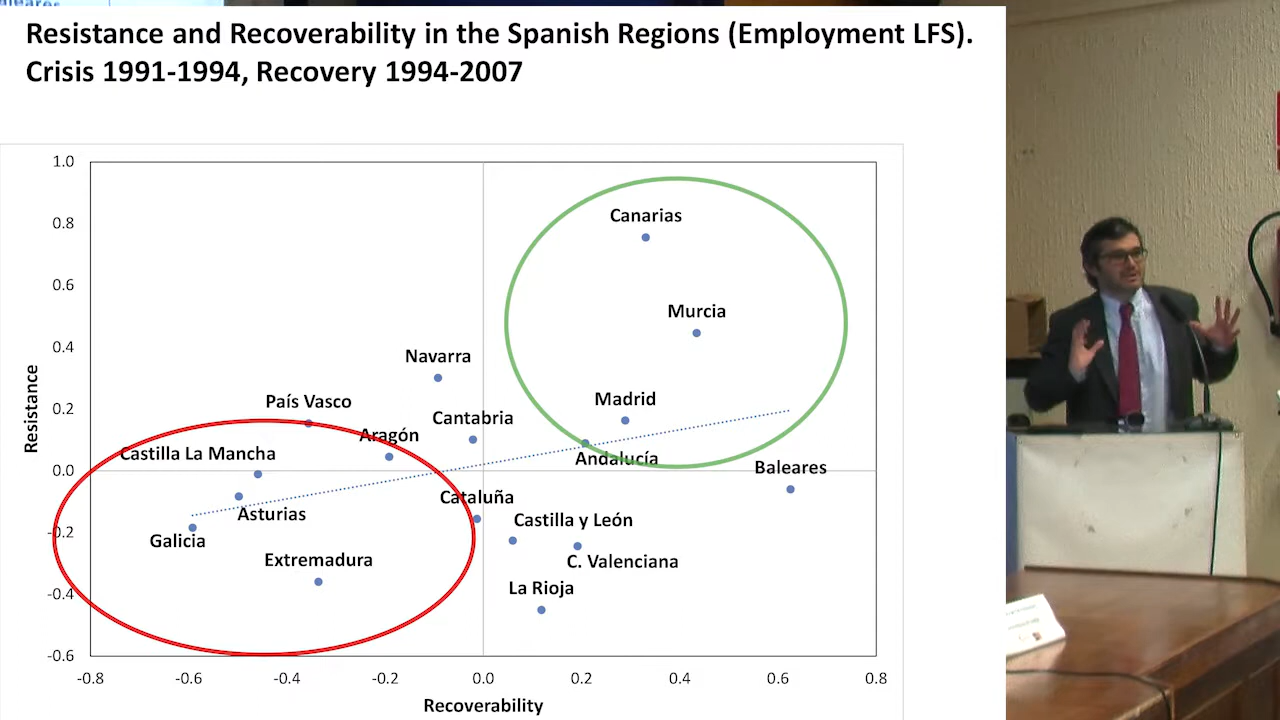 Resistance and Recoverability in the Spanish Regions (Employment LFS).
Crisis 1991-1994, Recovery 1994-2007
1.0
0.8
0.6
0.4
0.2
0.0
-0.2
-0.4
-0.6
Resistance
Canarias
Murcia
Navarra
Madrid
País Vasco
Cantabria
Aragón
Andalucía
Castilla La Mancha
Baleares
Cataluña
Asturias
Castilla y León
Galicia
Extremadura
C. Valenciana
La Rioja
-0.8 -0.6 -0.4 -0.2 0.0 0.2 0.4 0.6 0.8
Recoverability